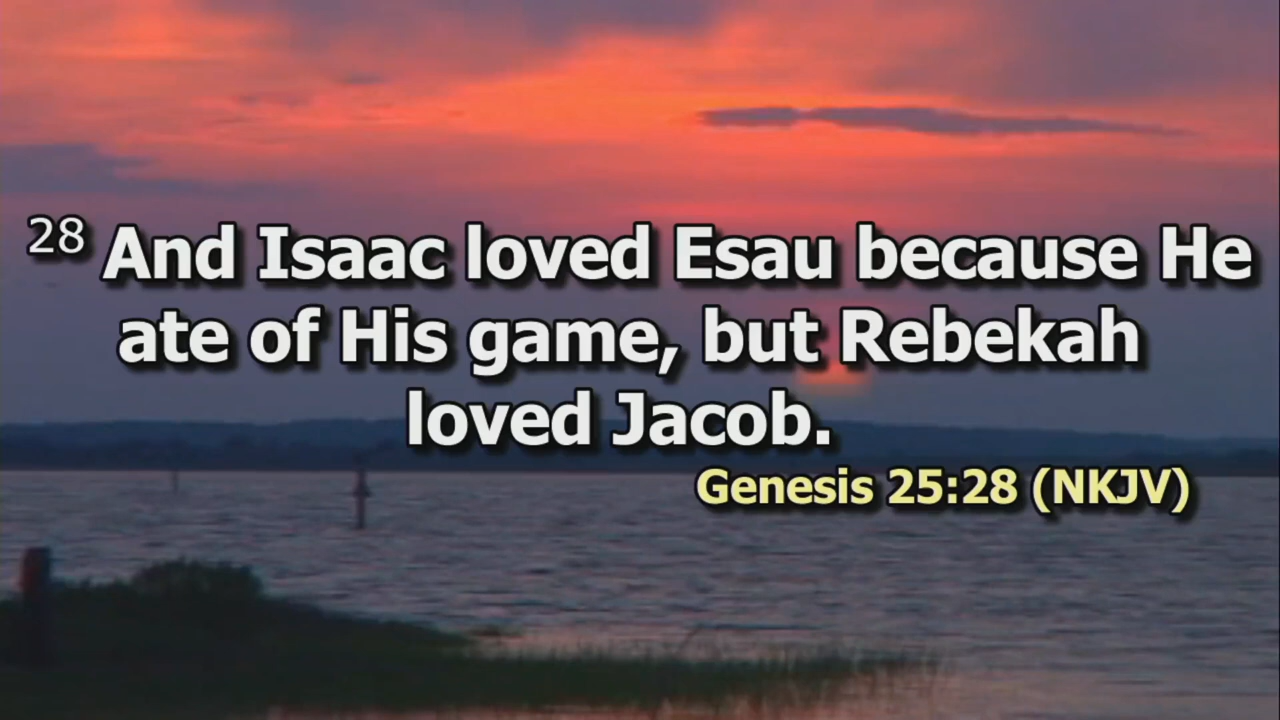 28 And Isaac loved Esau because He
ate of His game, but Rebekah
loved Jacob.
Genesis 25:28 (NKJV)